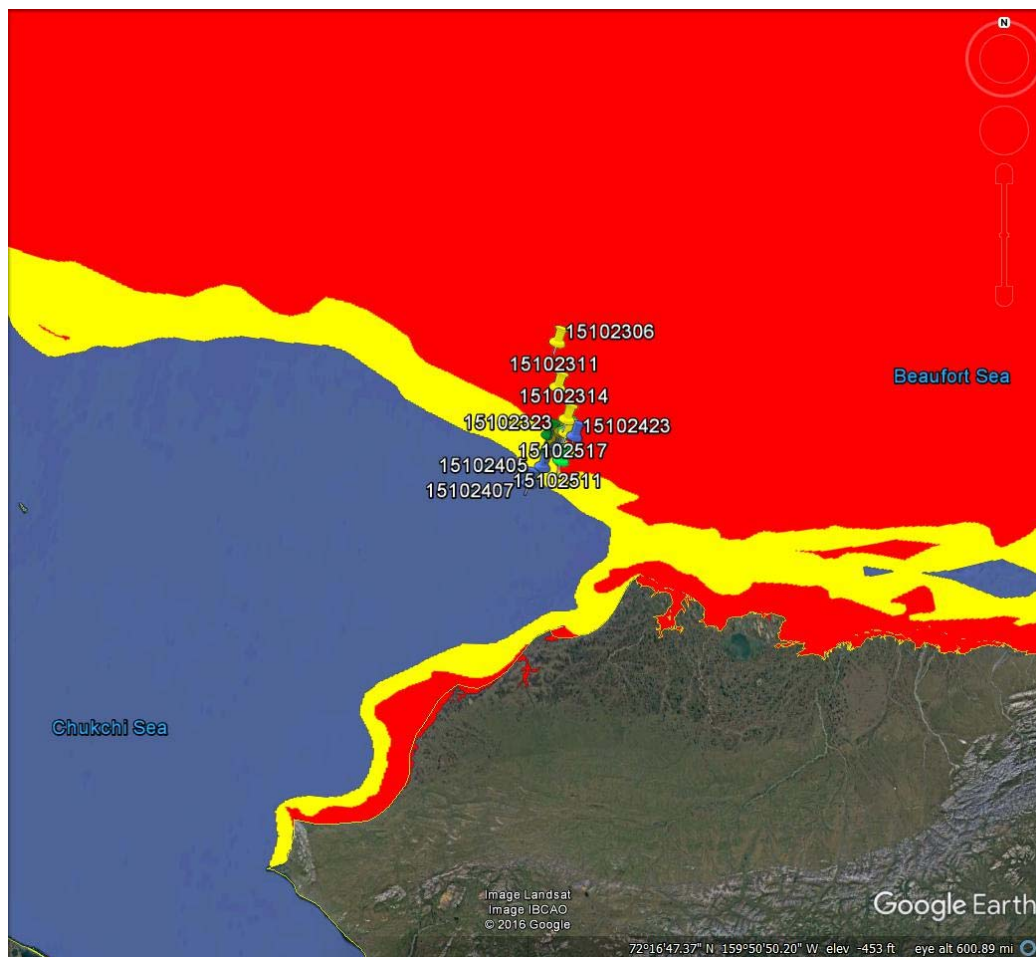 N
15102306
15102311
15102314
15102323
15102423
15102517
15102405
15102511
15102407
Beaufort Sea
Chukchi Sea
Image Landsat
Image IBCAO
© 2016 Google
Google Earth
72°16'47.37" N 159°50'50.20" W elev -453 ft eye alt 600.89 mi